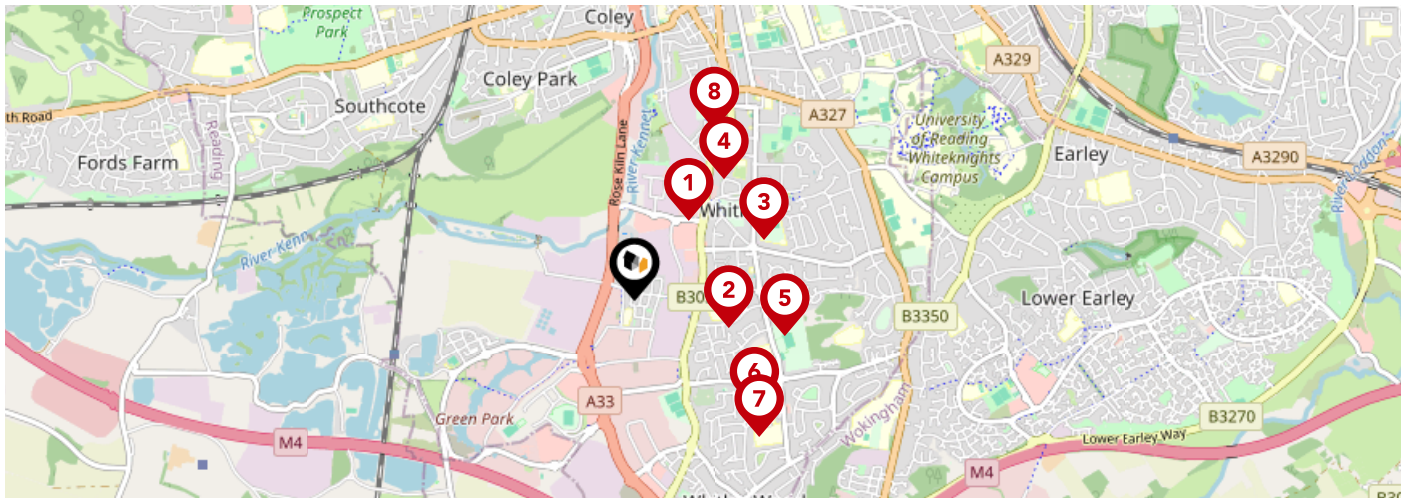 Prospect
Park
Coley
A329
Coley Park
8
Southcote
th Road
A327
University
of Reading
Whiteknights
Campus
4
Rose Kiln Lane
River Kennet
Reading
Fords Farm
Earley
A3290
1
3
Whit
River Kenn
2
5
Lower Earley
B3350
6
7
A33
Green Park
Wokingham
B3270
M4
Lower Earley Way
M4